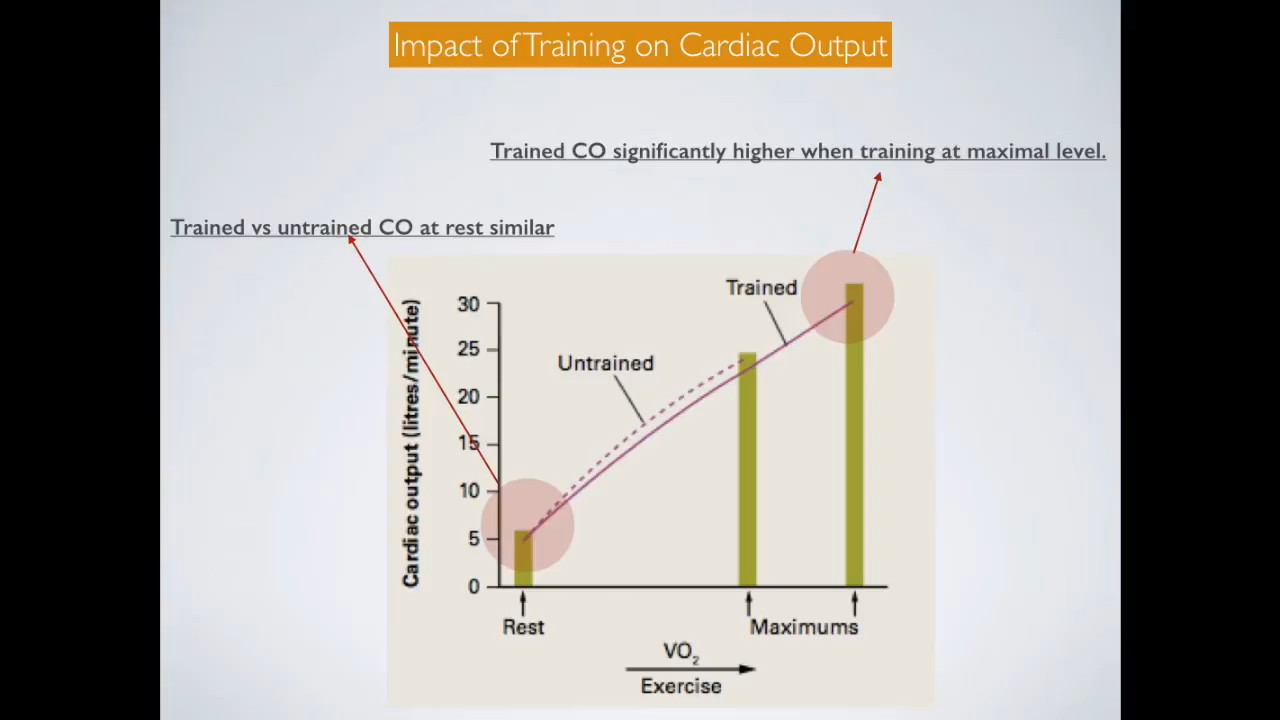 Impact of Training on Cardiac Output
Trained CO significantly higher when training at maximal level.
Trained vs untrained CO at rest similar
Trained
Untrained
Cardiac output (litres/minute)
30
25
20
15
10
5
0
Rest
Maximums
VO₂
Exercise